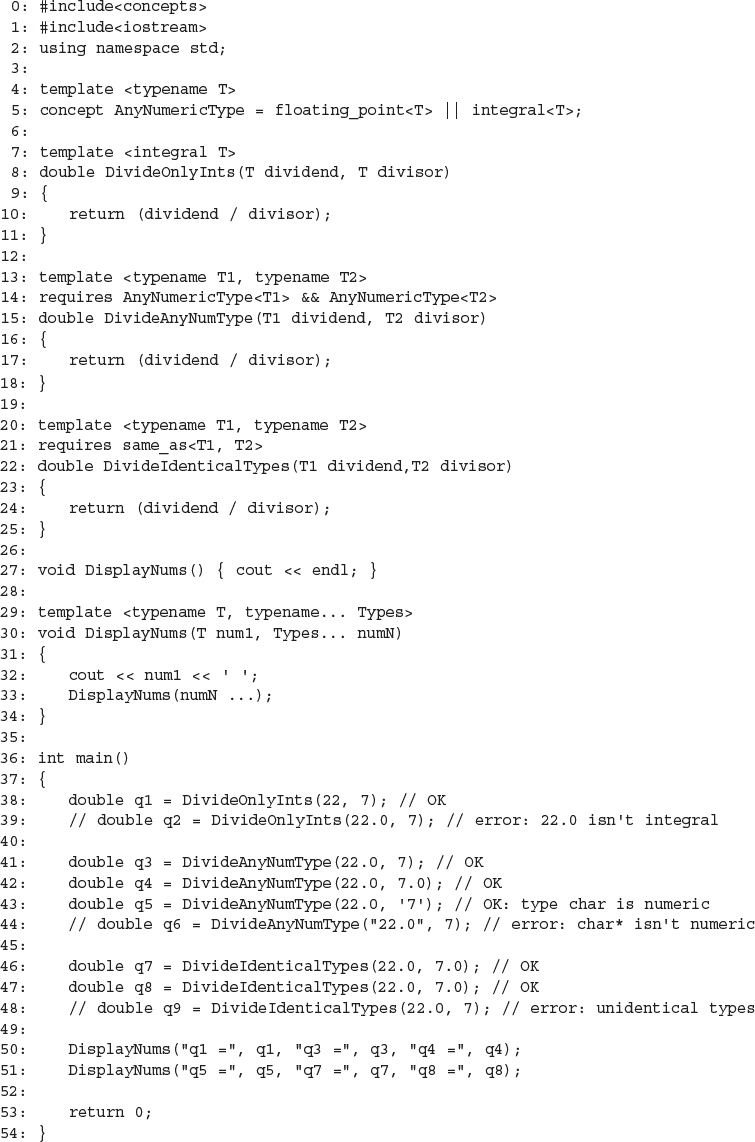 0: #include<concepts>
1: #include<iostream>
2: using namespace std;
3:
4: template <typename T>
5: concept AnyNumericType = floating_point<T> || integral<T>;
6:
7: template <integral T>
8: double DivideOnlyInts(T dividend, T divisor)
9: {
10:    return (dividend / divisor);
11: }
12:
13: template <typename T1, typename T2>
14: requires AnyNumericType<T1> && AnyNumericType<T2>
15: double DivideAnyNumType(T1 dividend, T2 divisor)
16: {
17:    return (dividend / divisor);
18: }
19:
20: template <typename T1, typename T2>
21: requires same_as<T1, T2>
22: double DivideIdenticalTypes(T1 dividend,T2 divisor)
23: {
24:    return (dividend / divisor);
25: }
26:
27: void DisplayNums() { cout << endl; }
28:
29: template <typename T, typename... Types>
30: void DisplayNums(T num1, Types... numN)
31: {
32:    cout << num1 << ' ';
33:    DisplayNums(numN ...);
34: }
35:
36: int main()
37: {
38:    double q1 = DivideOnlyInts(22, 7); // OK
39:    // double q2 = DivideOnlyInts(22.0, 7); // error: 22.0 isn't integral
40:
41:    double q3 = DivideAnyNumType(22.0, 7); // OK
42:    double q4 = DivideAnyNumType(22.0, 7.0); // OK
43:    double q5 = DivideAnyNumType(22.0, '7'); // OK: type char is numeric
44:    // double q6 = DivideAnyNumType("22.0", 7); // error: char* isn't numeric
45:
46:    double q7 = DivideIdenticalTypes(22.0, 7.0); // OK
47:    double q8 = DivideIdenticalTypes(22.0, 7.0); // OK
48:    // double q9 = DivideIdenticalTypes(22.0, 7); // error: unidentical types
49:
50:    DisplayNums("q1 =", q1, "q3 =", q3, "q4 =", q4);
51:    DisplayNums("q5 =", q5, "q7 =", q7, "q8 =", q8);
52:
53:    return 0;
54: }